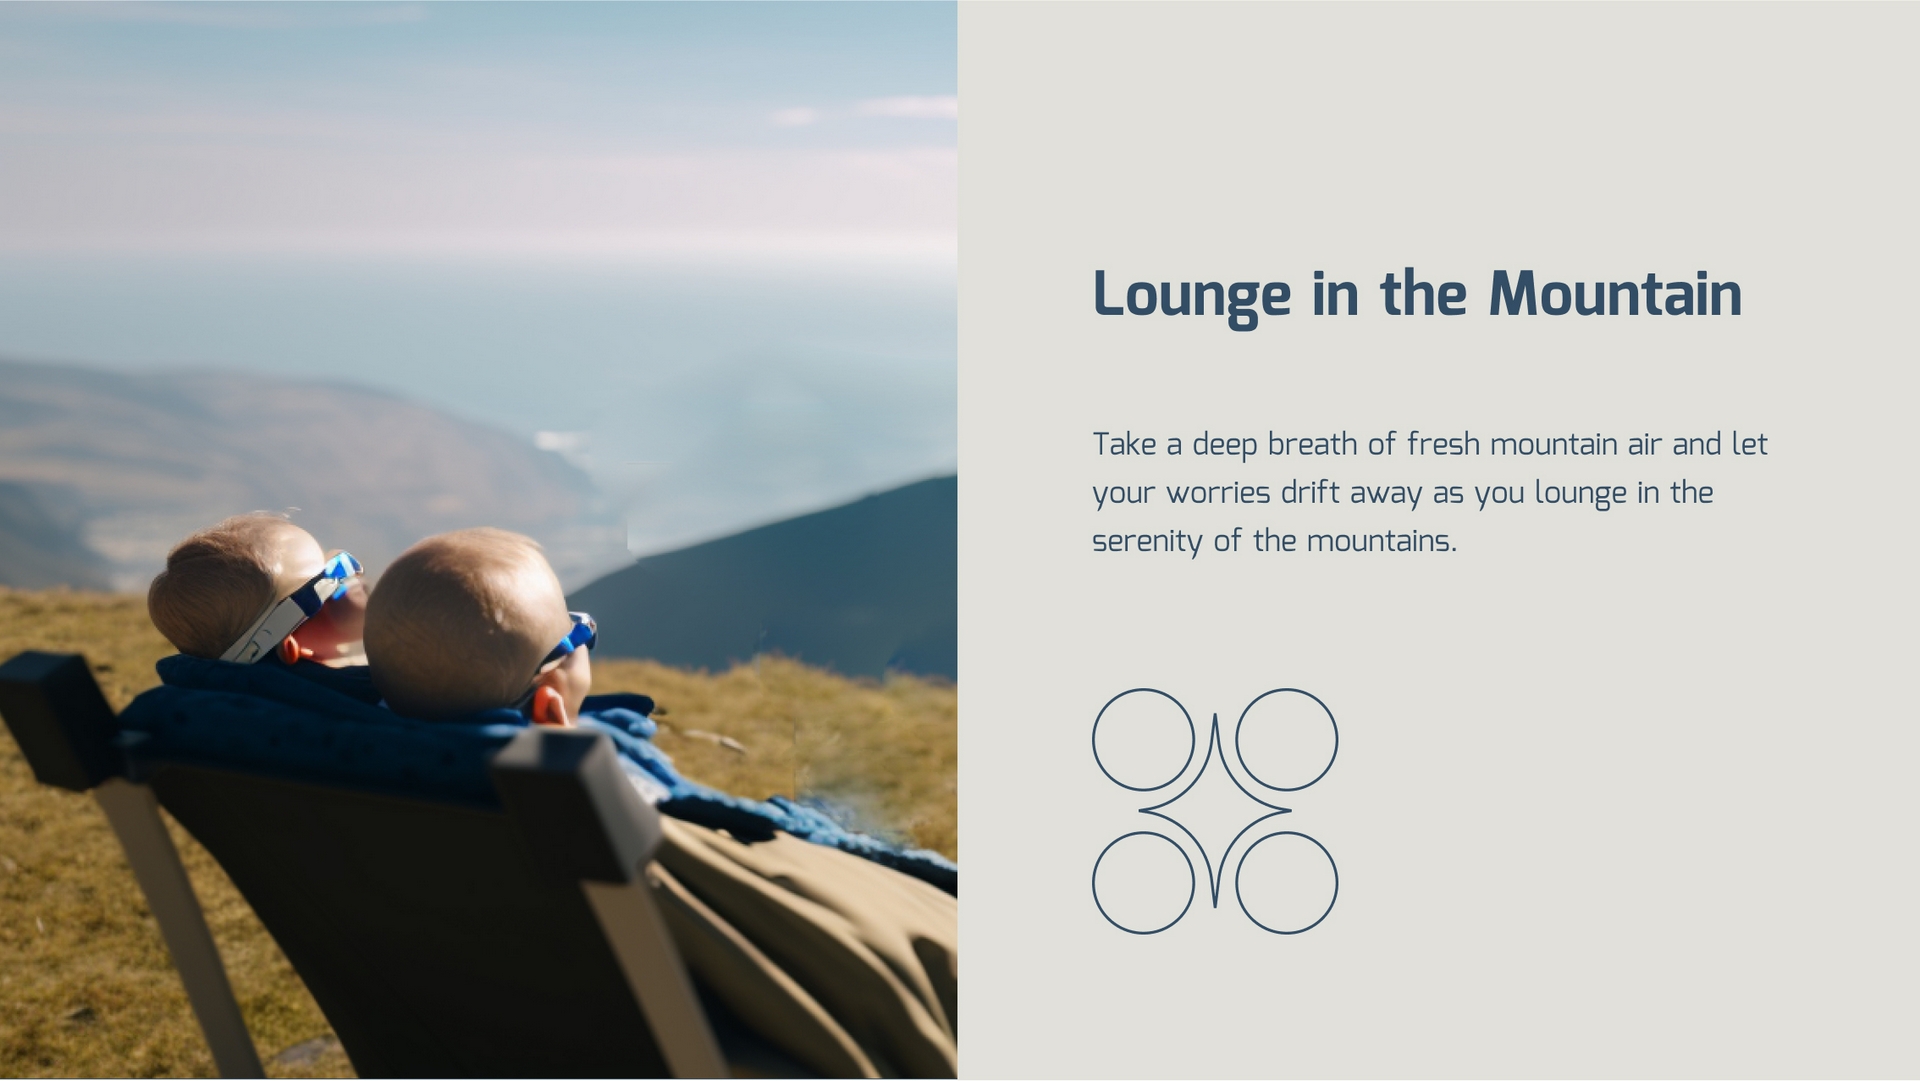 Lounge in the Mountain
Take a deep breath of fresh mountain air and let
your worries drift away as you lounge in the
serenity of the mountains.